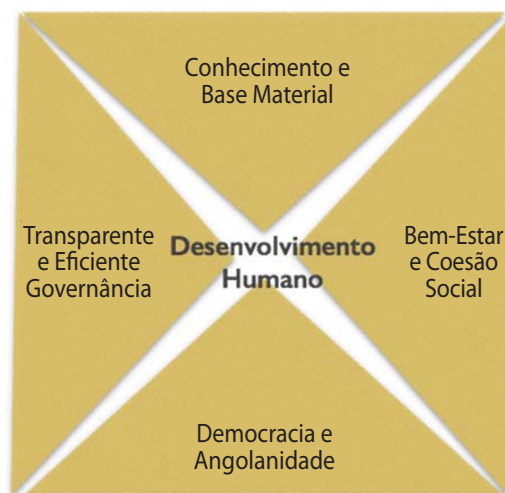 Conhecimento e
Base Material
Transparente
e Eficiente
Governância
Desenvolvimento
Humano
Bem-Estar
e Coesão
Social
Democracia e
Angolanidade